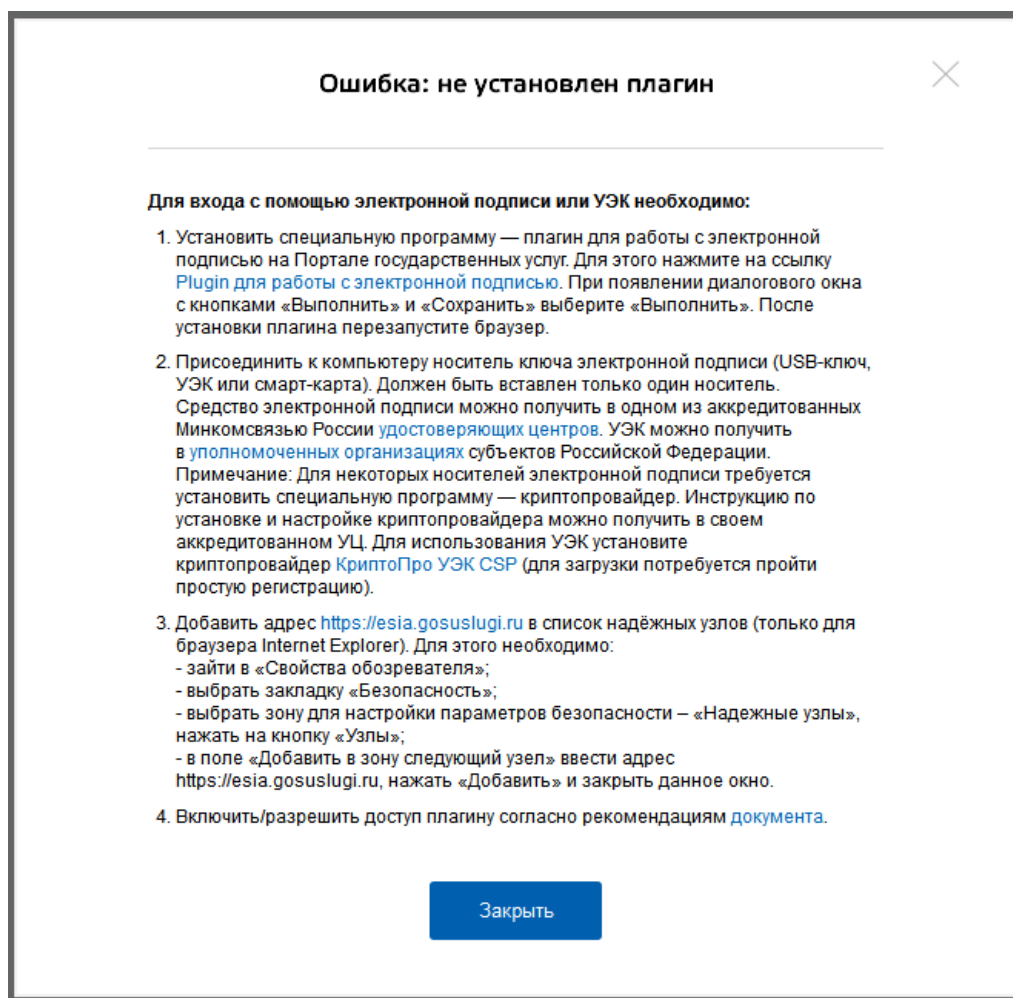 Ошибка: не установлен плагин
Для входа с помощью электронной подписи или УЭК необходимо:
1. Установить специальную программу — плагин для работы с электронной
подписью на Портале государственных услуг. Для этого нажмите на ссылку
Plugin для работы с электронной подписью. При появлении диалогового окна
с кнопками «Выполнить» и «Сохранить» выберите «Выполнить». После
установки плагина перезапустите браузер.
2. Присоединить к компьютеру носитель ключа электронной подписи (USB-ключ,
УЭК или смарт-карта). Должен быть вставлен только один носитель.
Средство электронной подписи можно получить в одном из аккредитованных
Минкомсвязью России удостоверяющих центров. УЭК можно получить
в уполномоченных организациях субъектов Российской Федерации.
Примечание: Для некоторых носителей электронной подписи требуется
установить специальную программу — криптопровайдер. Инструкцию по
установке и настройке криптопровайдера можно получить в своем
аккредитованном УЦ. Для использования УЭК установите
криптопровайдер КриптоПро УЭК CSP (для загрузки потребуется пройти
простую регистрацию).
3. Добавить адрес https://esia.gosuslugi.ru в список надёжных узлов (только для
браузера Internet Explorer). Для этого необходимо:
- зайти в «Свойства обозревателя»;
- выбрать закладку «Безопасность»;
- выбрать зону для настройки параметров безопасности – «Надежные узлы»,
нажать на кнопку «Узлы»;
- в поле «Добавить в зону следующий узел» ввести адрес
https://esia.gosuslugi.ru, нажать «Добавить» и закрыть данное окно.
4. Включить/разрешить доступ плагину согласно рекомендациям документа.
Закрыть